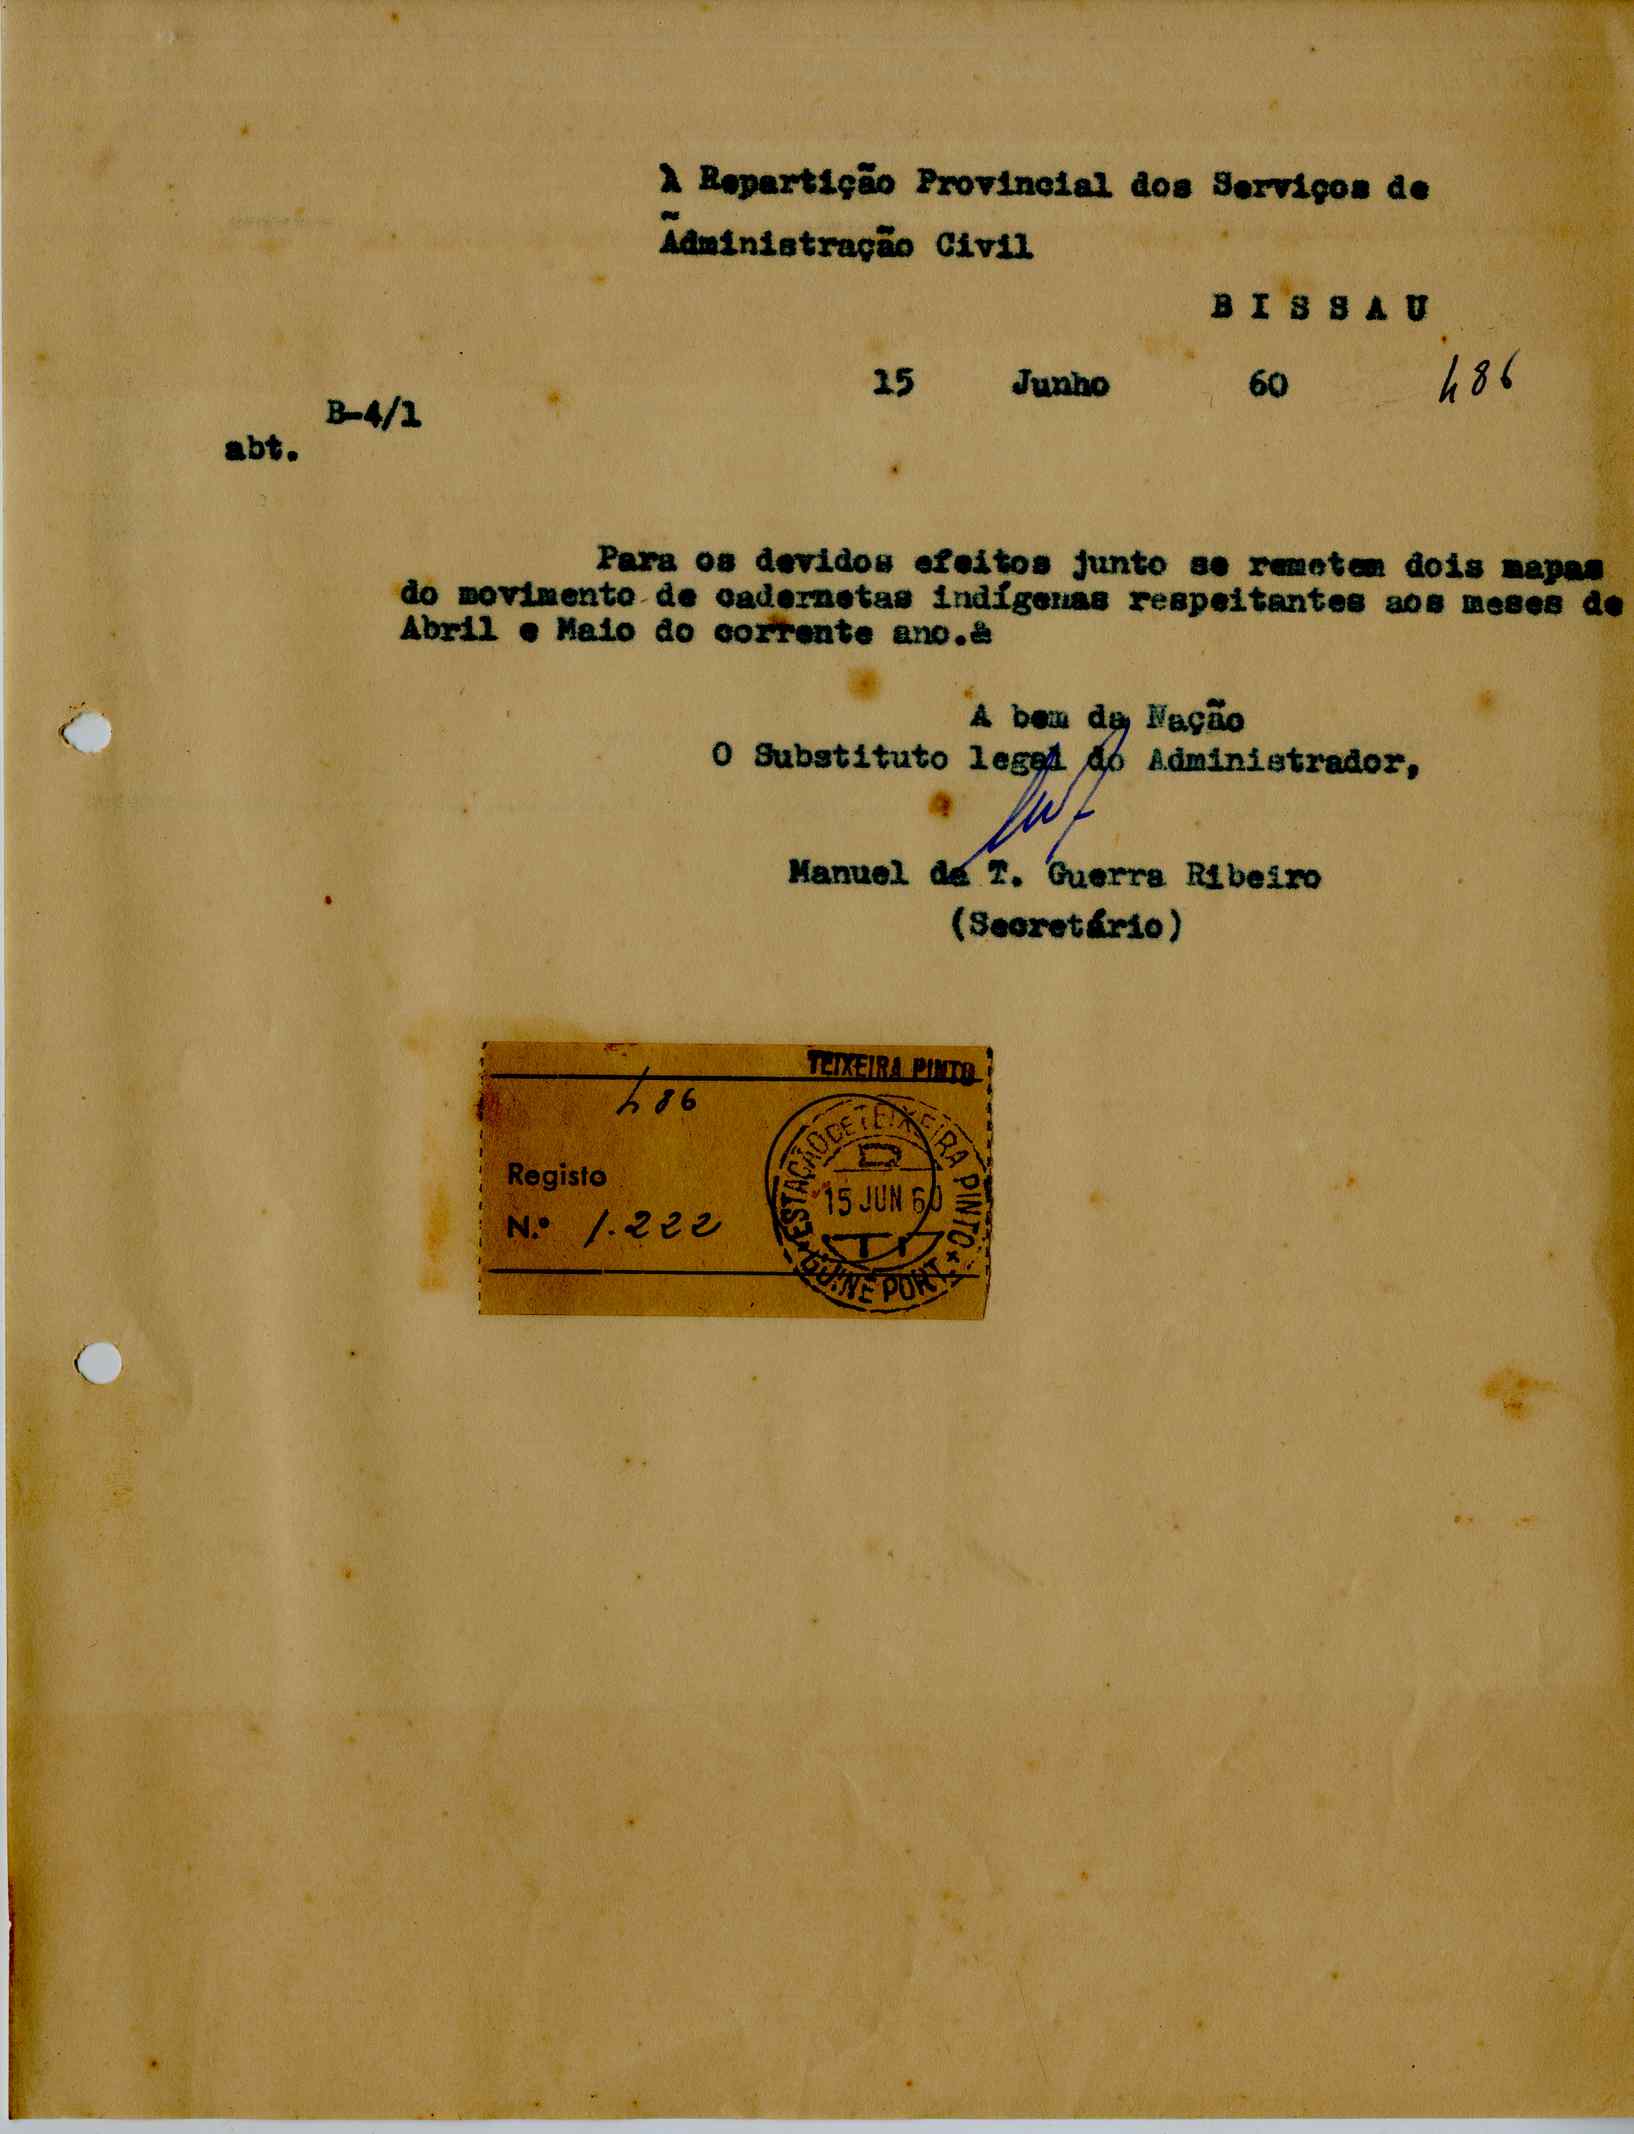 À Repartição Provincial dos Serviços de
Administração Civil
B I S S A U
15 Junho 60 486
B-4/1
abt.
Para os devidos efeitos junto se remetem dois mapas
do movimento de cadernetas indígenas respeitantes aos meses de
Abril e Maio do corrente ano.
A bem da Nação
O Substituto legal do Administrador,
Manuel da T. Guerra Ribeiro
(Secretário)
TEIXEIRA PINTO
486
Registo
N.º 1.222
ESTAÇÃO DE TEIXEIRA PINTO
15 JUN 60
GUINÉ PORT.